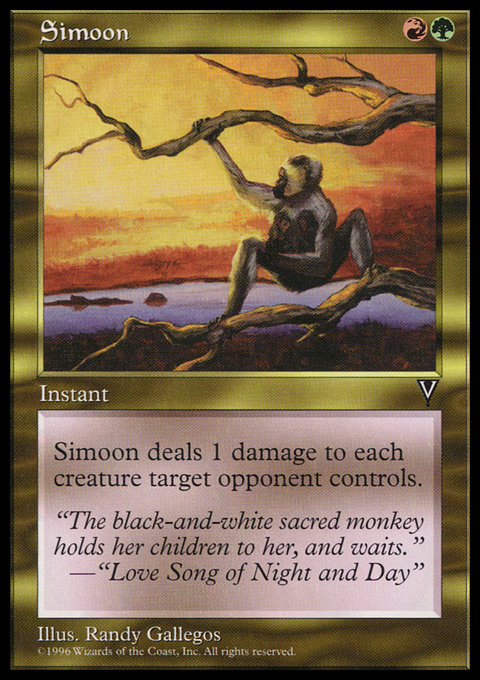 Simoon
Instant
V
Simoon deals 1 damage to each
creature target opponent controls.
“The black-and-white sacred monkey
holds her children to her, and waits.”
—“Love Song of Night and Day”
Illus. Randy Gallegos
©1996 Wizards of the Coast, Inc. All rights reserved.